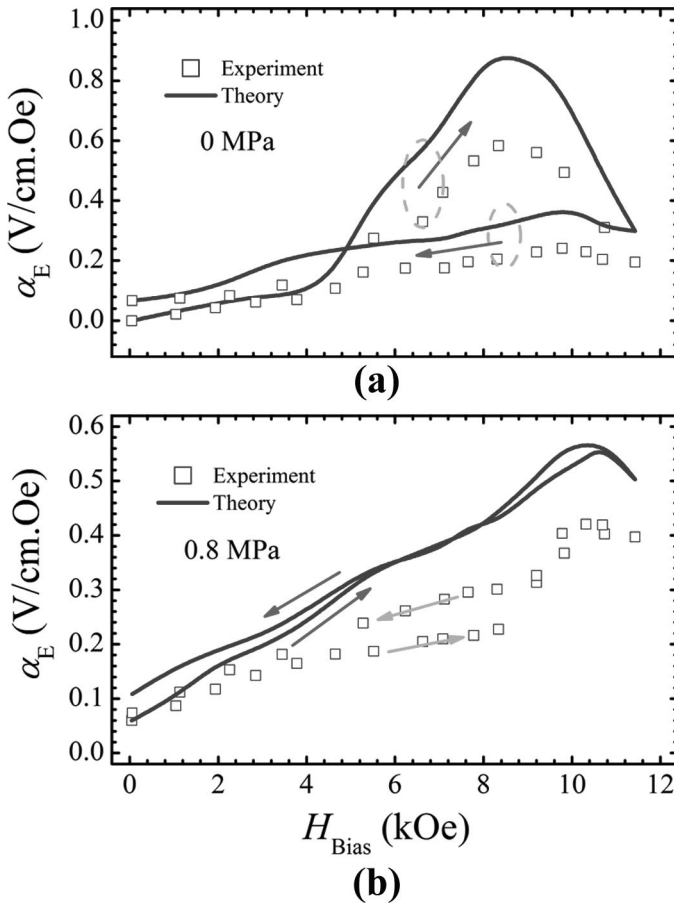 1.0
0.8
0.6
0.4
0.2
0.0
α_E (V/cm.Oe)
Experiment
Theory
0 MPa
(a)
0.6
0.5
0.4
0.3
0.2
0.1
0.0
α_E (V/cm.Oe)
Experiment
Theory
0.8 MPa
0 2 4 6 8 10 12
H_Bias (kOe)
(b)